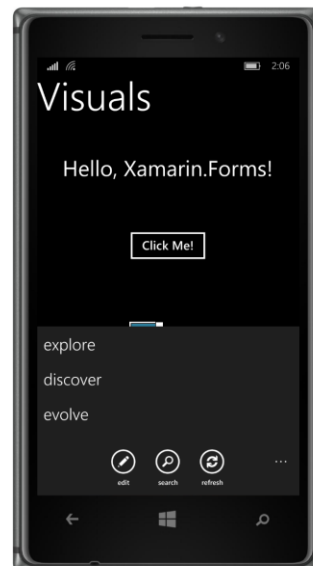 2:06
Visuals
Hello, Xamarin.Forms!
Click Me!
explore
discover
evolve
edit search refresh
...